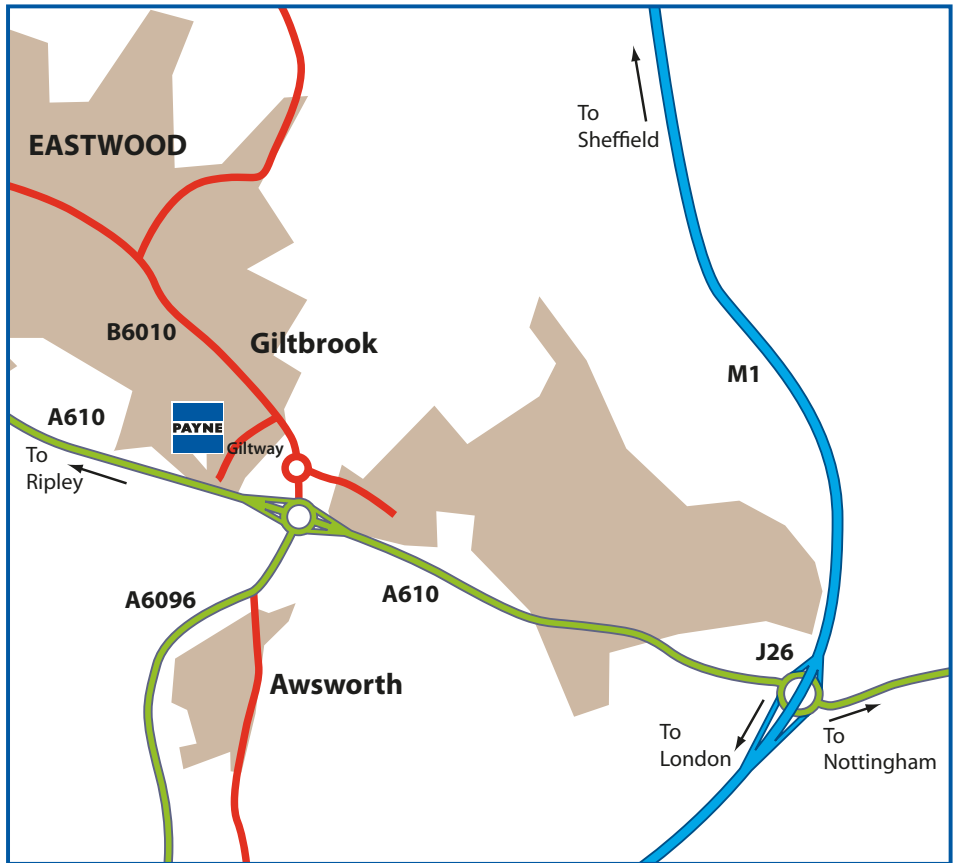 To
Sheffield
EASTWOOD
B6010
Giltbrook
M1
A610
PAYNE
Giltway
To
Ripley
A610
A6096
J26
Awsworth
To
London
To
Nottingham